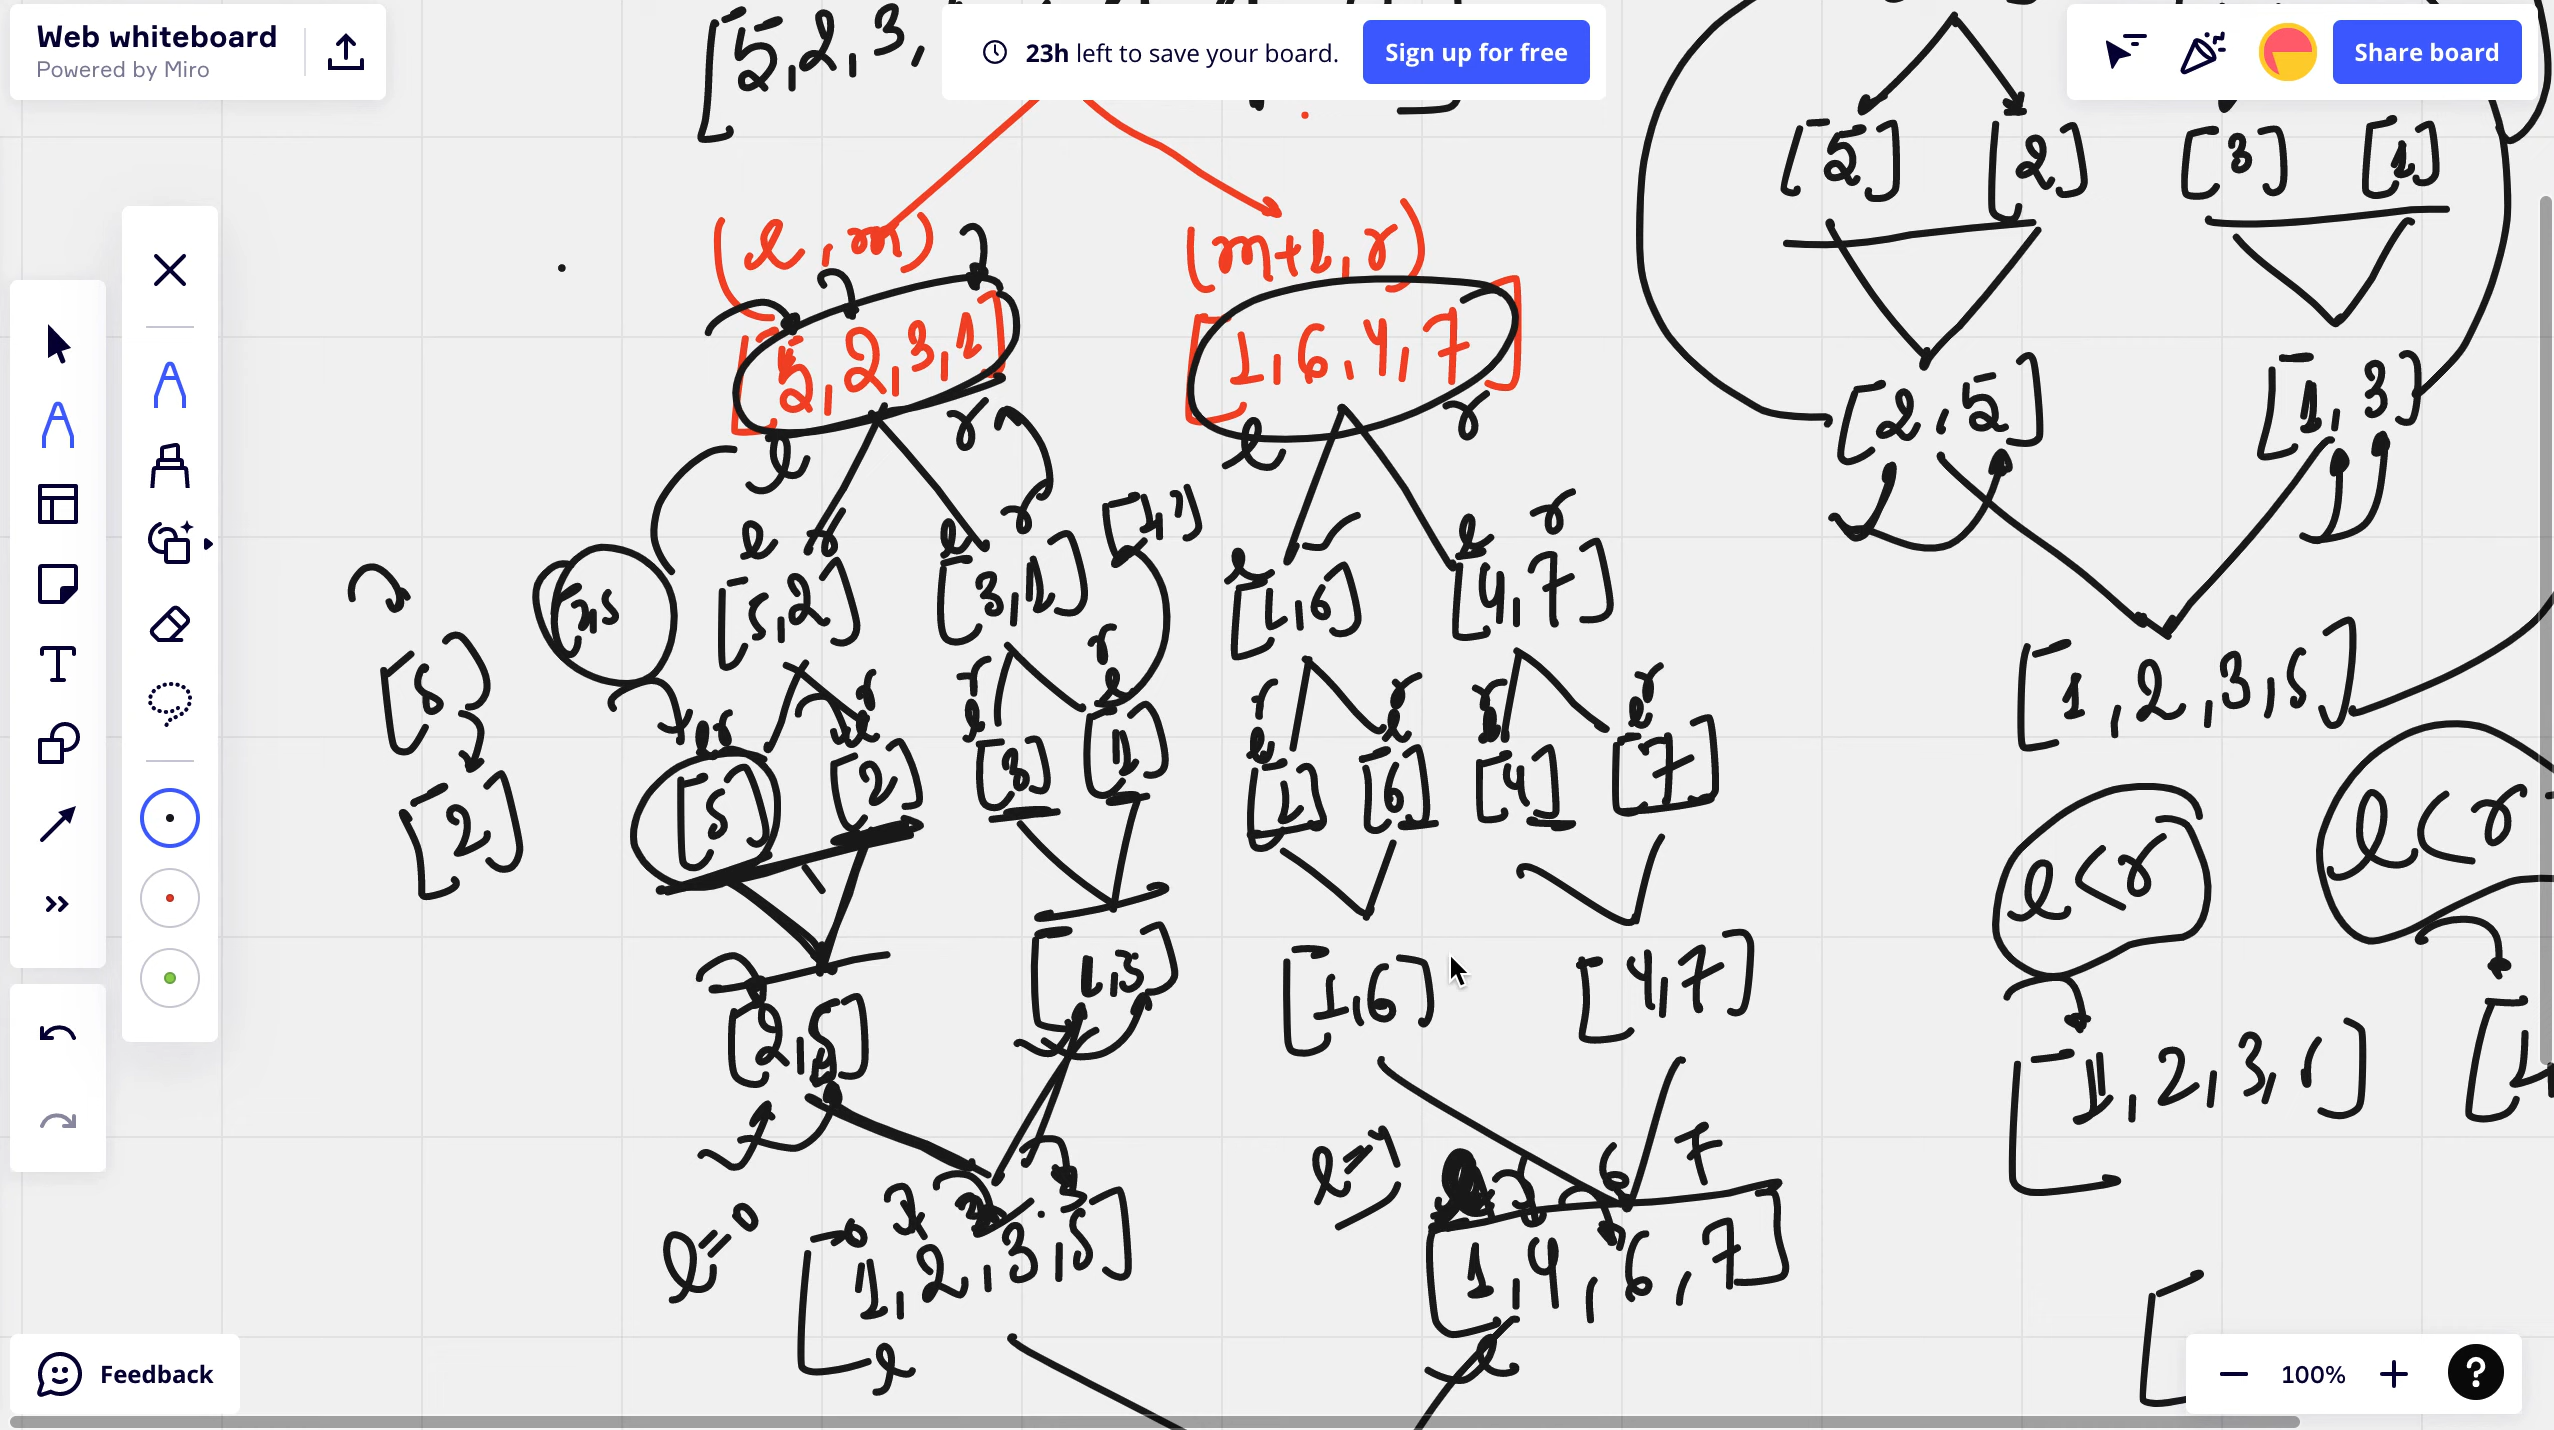 Web whiteboard
Powered by Miro
23h left to save your board.
Sign up for free
Share board
[5,2,3,
[5] [2] [3] [1]
(l,m) (m+1,r)
[5,2,3,1] [1,6,4,7]
l r l r
[2,5] [1,3]
l r l r l r
[5,2] [3,1] [1,6] [4,7]
[1,2,3,5]
[5] [2] [3] [1] [1] [6] [4] [7]
[2]
l<r l<r
[2,5] [1,3] [1,6] [4,7]
[1,2,3,
l=0
6 7
[1,2,3,5] [1,4,6,7]
l l
Feedback
100%
?